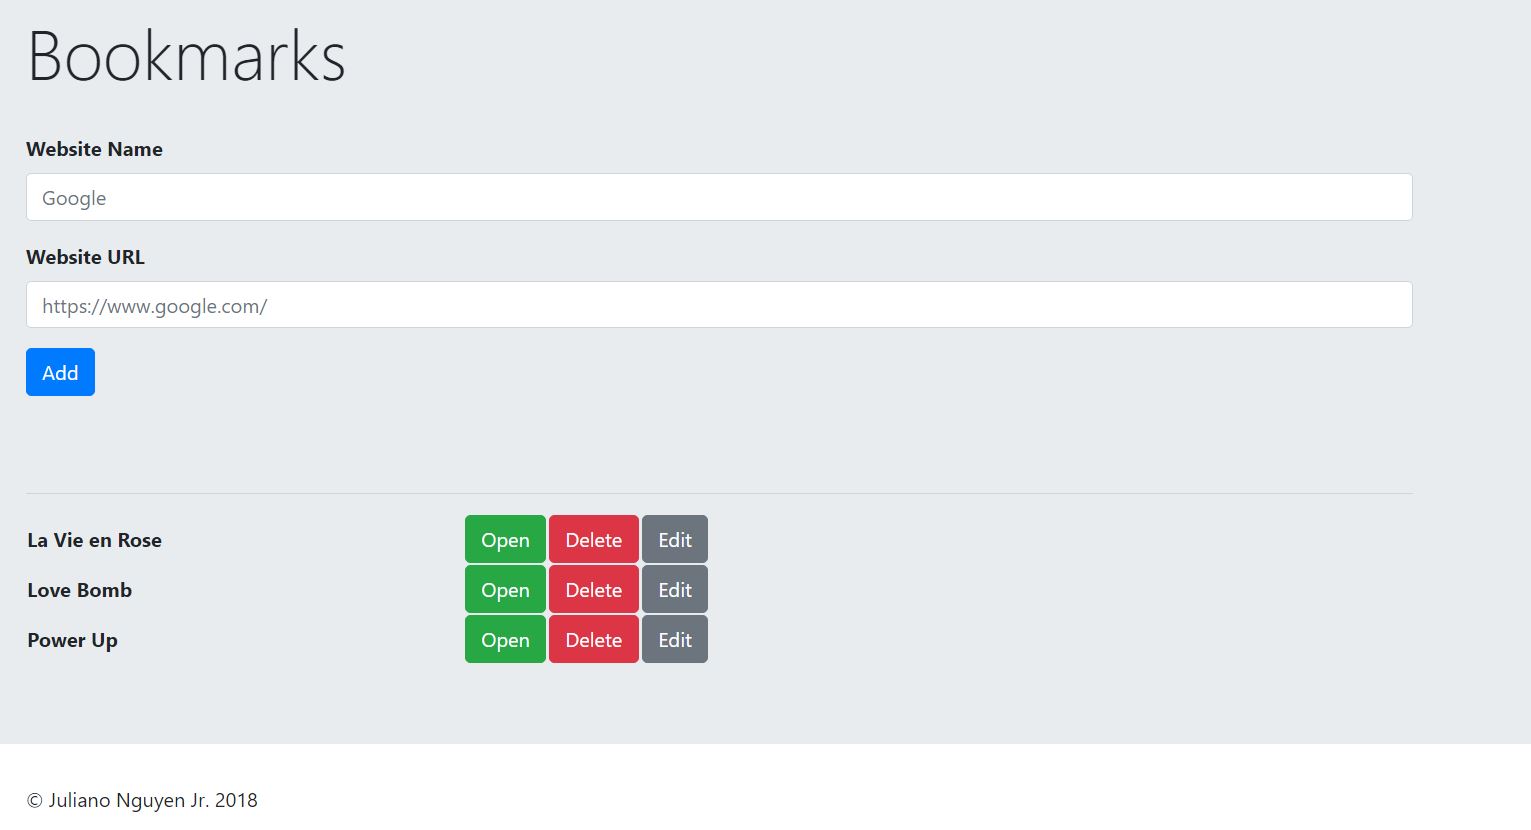 Bookmarks
Website Name
Google
Website URL
https://www.google.com/
Add
La Vie en Rose Open Delete Edit
Love Bomb Open Delete Edit
Power Up Open Delete Edit
© Juliano Nguyen Jr. 2018